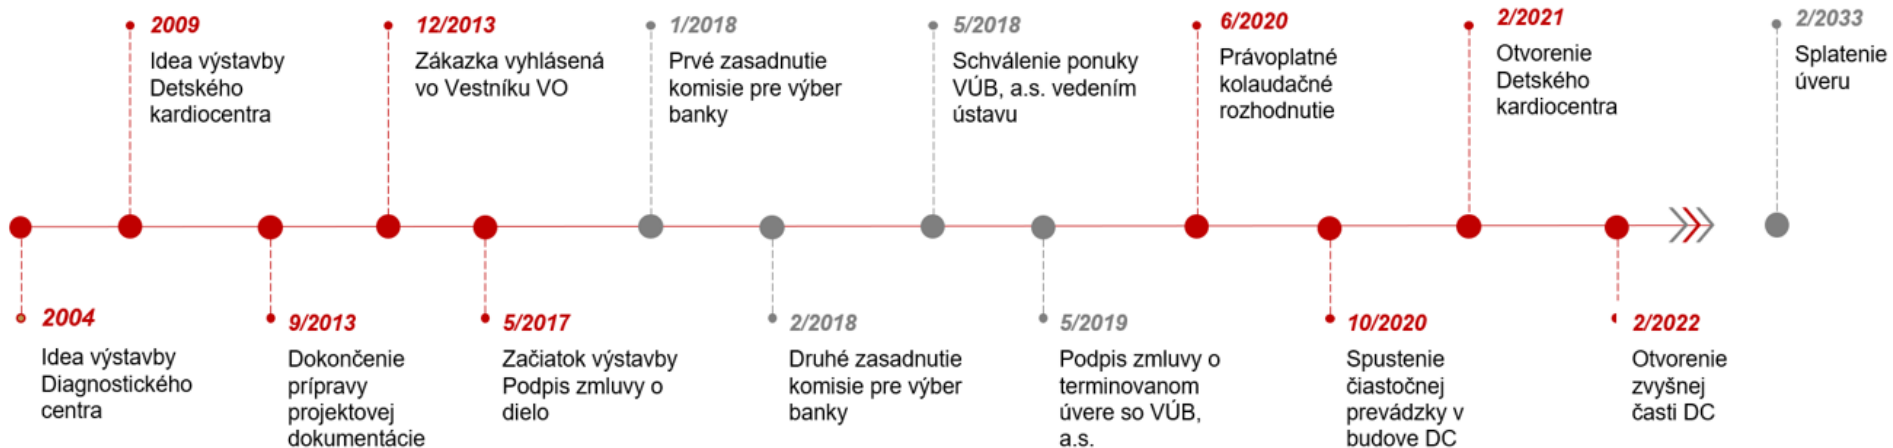 2009
Idea výstavby
Detského
kardiocentra
12/2013
Zákazka vyhlásená
vo Vestníku VO
1/2018
Prvé zasadnutie
komisie pre výber
banky
5/2018
Schválenie ponuky
VÚB, a.s. vedením
ústavu
6/2020
Právoplatné
kolaudačné
rozhodnutie
2/2021
Otvorenie
Detského
kardiocentra
2/2033
Splatenie
úveru
2004
Idea výstavby
Diagnostického
centra
9/2013
Dokončenie
prípravy
projektovej
dokumentácie
5/2017
Začiatok výstavby
Podpis zmluvy o
dielo
2/2018
Druhé zasadnutie
komisie pre výber
banky
5/2019
Podpis zmluvy o
terminovanom
úvere so VÚB,
a.s.
10/2020
Spustenie
čiastočnej
prevádzky v
budove DC
2/2022
Otvorenie
zvyšnej
časti DC